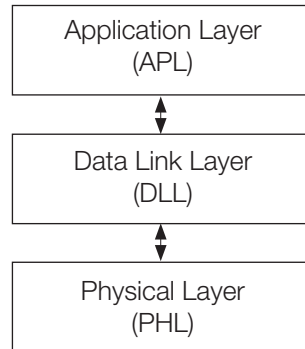 Application Layer
(APL)
Data Link Layer
(DLL)
Physical Layer
(PHL)